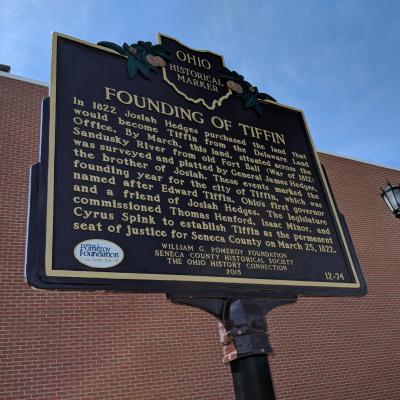 OHIO
HISTORICAL
MARKER
FOUNDING OF TIFFIN
In 1822, Josiah Hedges purchased the land that
would become Tiffin from the Delaware Land
Office. By March, this land, situated across the
Sandusky River from old Fort Ball (War of 1812),
was surveyed and platted by General James Hedges,
the brother of Josiah. These events marked the
founding year for the city of Tiffin, which was
named after Edward Tiffin, Ohio's first governor
and a friend of Josiah Hedges. The legislature
commissioned Thomas Henford, Isaac Minor, and
Cyrus Spink to establish Tiffin as the permanent
seat of justice for Seneca County on March 25, 1822.
WILLIAM G. POMEROY FOUNDATION
SENECA COUNTY HISTORICAL SOCIETY
THE OHIO HISTORY CONNECTION
2015
12-74
Pomeroy
Foundation